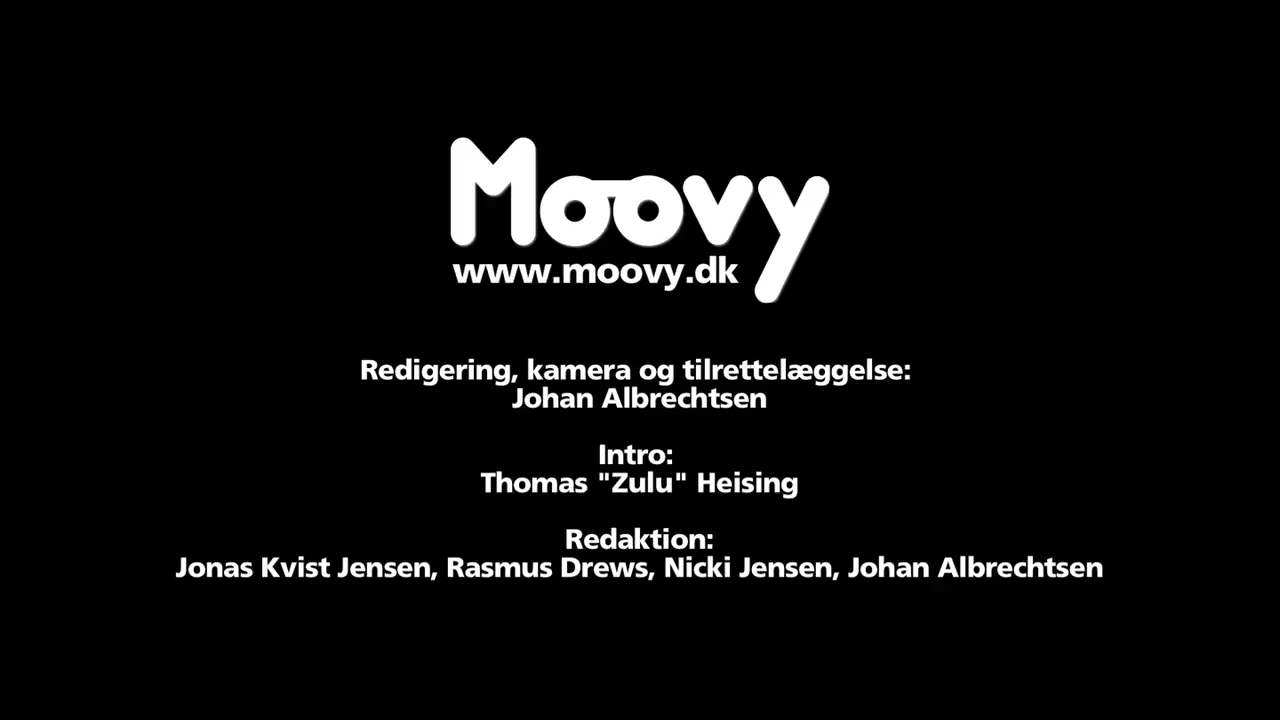 Moovy
www.moovy.dk
Redigering, kamera og tilrettelæggelse:
Johan Albrechtsen
Intro:
Thomas "Zulu" Heising
Redaktion:
Jonas Kvist Jensen, Rasmus Drews, Nicki Jensen, Johan Albrechtsen